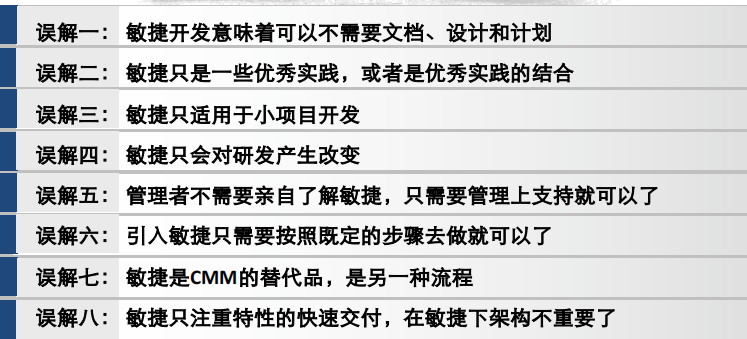 误解一：敏捷开发意味着可以不需要文档、设计和计划
误解二：敏捷只是一些优秀实践，或者是优秀实践的结合
误解三：敏捷只适用于小项目开发
误解四：敏捷只会对研发产生改变
误解五：管理者不需要亲自了解敏捷，只需要管理上支持就可以了
误解六：引入敏捷只需要按照既定的步骤去做就可以了
误解七：敏捷是CMM的替代品，是另一种流程
误解八：敏捷只注重特性的快速交付，在敏捷下架构不重要了